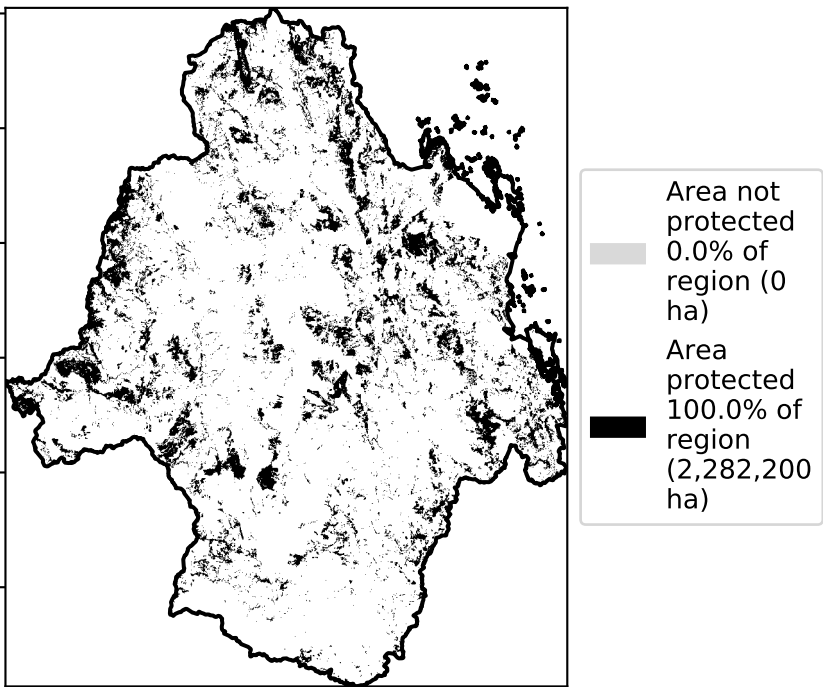 Area not
protected
0.0% of
region (0
ha)
Area
protected
100.0% of
region
(2,282,200
ha)